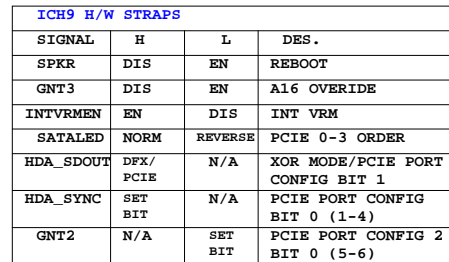 ICH9 H/W STRAPS
SIGNAL H L DES.
SPKR DIS EN REBOOT
GNT3 DIS EN A16 OVERIDE
INTVRMEN EN DIS INT VRM
SATALED NORM REVERSE PCIE 0-3 ORDER
HDA_SDOUT DFX/ PCIE N/A XOR MODE/PCIE PORT CONFIG BIT 1
HDA_SYNC SET BIT N/A PCIE PORT CONFIG BIT 0 (1-4)
GNT2 N/A SET BIT PCIE PORT CONFIG 2 BIT 0 (5-6)